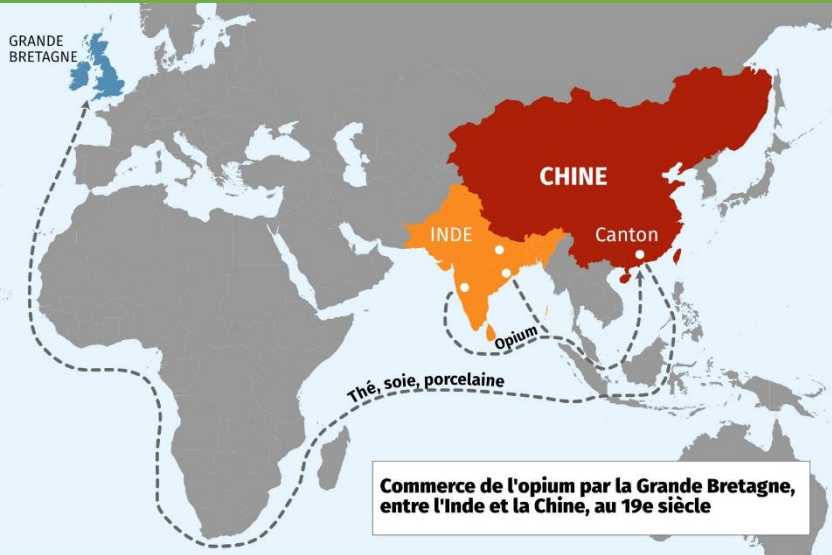 GRANDE
BRETAGNE
CHINE
INDE
Canton
Opium
Thé, soie, porcelaine
Commerce de l'opium par la Grande Bretagne,
entre l'Inde et la Chine, au 19e siècle